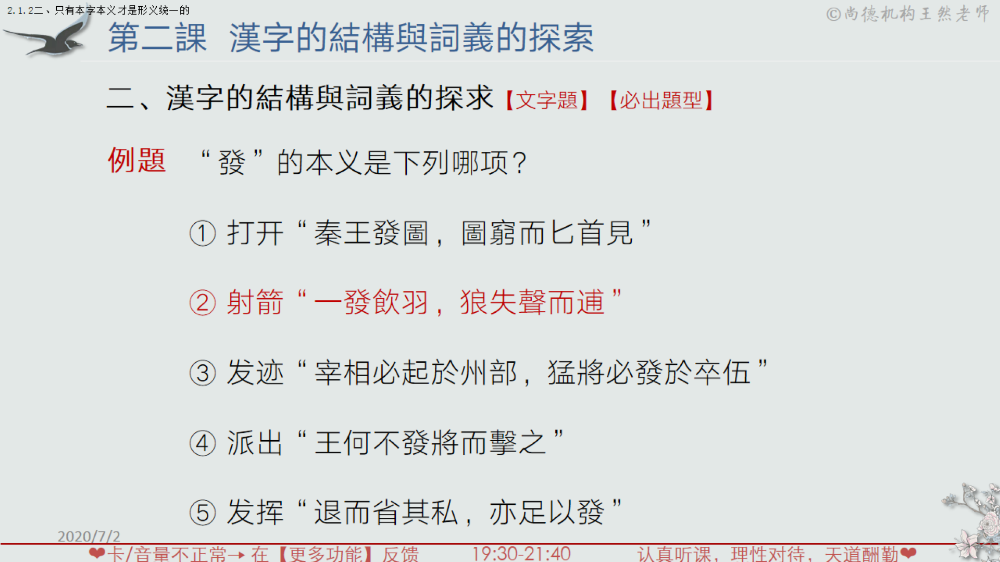 2.1.2二、只有本字本义才是形义统一的
©尚德机构王然老师
第二課 漢字的結構與詞義的探索
二、漢字的結構與詞義的探求【文字題】【必出題型】
例題 “發”的本义是下列哪项?
① 打开“秦王發圖，圖窮而匕首見”
② 射箭“一發飲羽，狼失聲而逋”
③ 发迹“宰相必起於州部，猛將必發於卒伍”
④ 派出“王何不發將而擊之”
⑤ 发挥“退而省其私，亦足以發”
2020/7/2
❤卡/音量不正常→在【更多功能】反馈 19:30-21:40 认真听课，理性对待，天道酬勤❤